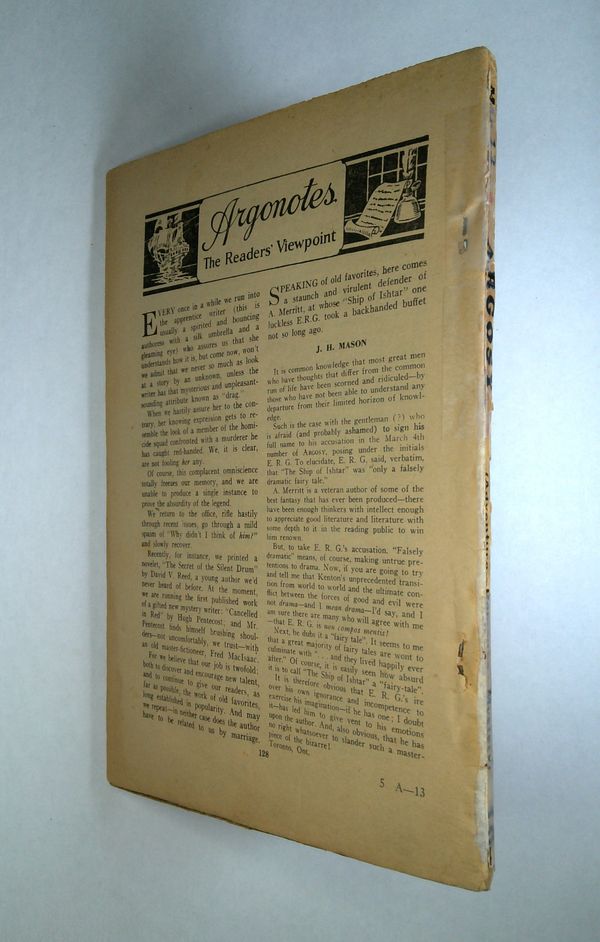 Argonotes.
The Readers' Viewpoint
EVERY once in a while we run into
the apprentice writer (this is
usually a spirited and bouncing
authoress with a silk umbrella and a
gleaming eye) who assures us that she
understands how it is, but come now, won't
we admit that we never so much as look
at a story by an unknown, unless the
writer has that mysterious and unpleasant-
sounding attribute known as "drag."
When we hastily assure her to the con-
trary, her knowing expression gets to re-
semble the look of a member of the homi-
cide squad confronted with a murderer he
has caught red-handed. We, it is clear,
are not fooling her any.
Of course, this complacent omniscience
totally freezes our memory, and we are
unable to produce a single instance to
prove the absurdity of the legend.
We return to the office, rifle hastily
through recent issues, go through a mild
spasm of "Why didn't I think of him?"
and slowly recover.
Recently, for instance, we printed a
novelet, "The Secret of the Silent Drum"
by David V. Reed, a young author we'd
never heard of before. At the moment,
we are running the first published work
of a gifted new mystery writer: "Cancelled
in Red" by Hugh Pentecost; and Mr.
Pentecost finds himself brushing shoul-
ders—not uncomfortably, we trust—with
an old master-fictioneer, Fred MacIsaac.
For we believe that our job is twofold;
both to discover and encourage new talent,
and to continue to give our readers, as
far as possible, the work of old favorites,
long established in popularity. And may
we repeat—in neither case does the author
have to be related to us by marriage.
SPEAKING of old favorites, here comes
a staunch and virulent defender of
A. Merritt, at whose "Ship of Ishtar" one
luckless E.R.G. took a backhanded buffet
not so long ago.
J. H. MASON
It is common knowledge that most great men
who have thoughts that differ from the common
run of life have been scorned and ridiculed—by
those who have not been able to understand any
departure from their limited horizon of knowl-
edge.
Such is the case with the gentleman (?) who
is afraid (and probably ashamed) to sign his
full name to his accusation in the March 4th
number of ARGOSY, posing under the initials
E. R. G. To elucidate, E. R. G. said, verbatim,
that "The Ship of Ishtar" was "only a falsely
dramatic fairy tale."
A. Merritt is a veteran author of some of the
best fantasy that has ever been produced—there
have been enough thinkers with intellect enough
to appreciate good literature and literature with
some depth to it in the reading public to win
him renown.
But, to take E. R. G.'s accusation. "Falsely
dramatic" means, of course, making untrue pre-
tentions to drama. Now, if you are going to try
and tell me that Kenton's unprecedented transi-
tion from world to world and the ultimate con-
flict between the forces of good and evil were
not drama—and I mean drama—I'd say, and I
am sure there are many who will agree with me
—that E. R. G. is non compos mentis!
Next, he dubs it a "fairy tale". It seems to me
that a great majority of fairy tales are wont to
culminate with ". . and they lived happily ever
after." Of course, it is easily seen how absurd
it is to call "The Ship of Ishtar" a "fairy-tale".
It is therefore obvious that E. R. G.'s ire
over his own ignorance and incompetence to
exercise his imagination—if he has one; I doubt
it—has led him to give vent to his emotions
upon the author. And, also obvious, that he has
no right whatsoever to slander such a master-
piece of the bizarre!
Toronto, Ont.
128
5 A—13
ARGOSY